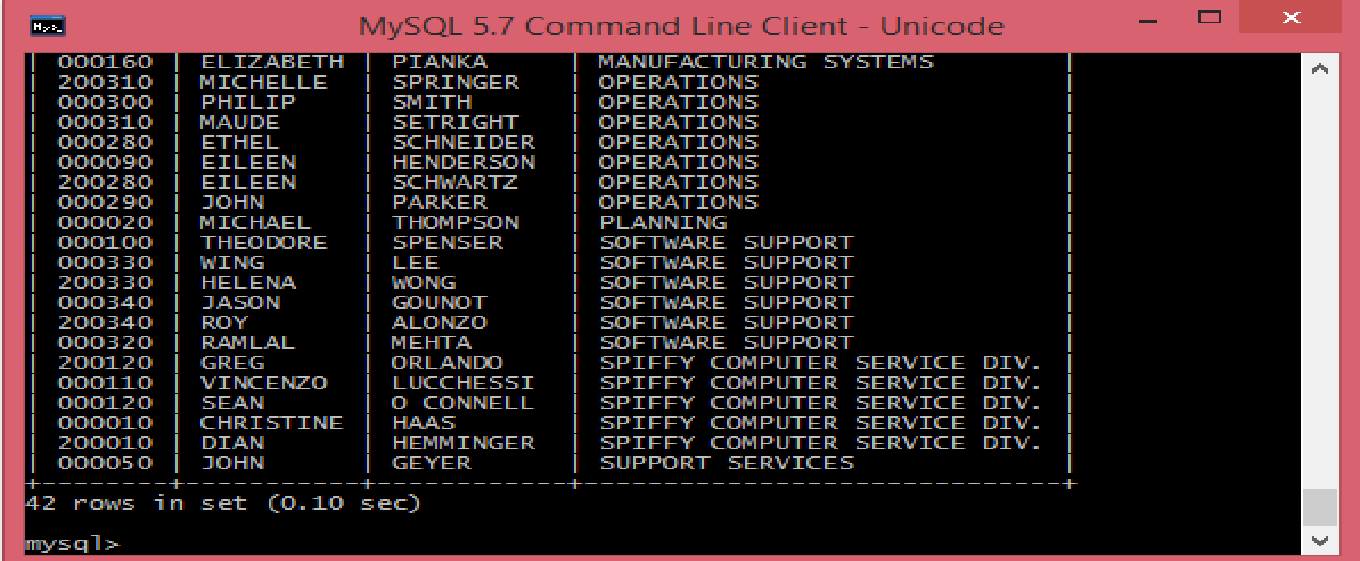 MySQL 5.7 Command Line Client - Unicode
| 000160 | ELIZABETH | PIANKA | MANUFACTURING SYSTEMS |
| 200310 | MICHELLE | SPRINGER | OPERATIONS |
| 000300 | PHILIP | SMITH | OPERATIONS |
| 000310 | MAUDE | SETRIGHT | OPERATIONS |
| 000280 | ETHEL | SCHNEIDER | OPERATIONS |
| 000090 | EILEEN | HENDERSON | OPERATIONS |
| 200280 | EILEEN | SCHWARTZ | OPERATIONS |
| 000290 | JOHN | PARKER | OPERATIONS |
| 000020 | MICHAEL | THOMPSON | PLANNING |
| 000100 | THEODORE | SPENSER | SOFTWARE SUPPORT |
| 000330 | WING | LEE | SOFTWARE SUPPORT |
| 200330 | HELENA | WONG | SOFTWARE SUPPORT |
| 000340 | JASON | GOUNOT | SOFTWARE SUPPORT |
| 200340 | ROY | ALONZO | SOFTWARE SUPPORT |
| 000320 | RAMLAL | MEHTA | SOFTWARE SUPPORT |
| 200120 | GREG | ORLANDO | SPIFFY COMPUTER SERVICE DIV. |
| 000110 | VINCENZO | LUCCHESSI | SPIFFY COMPUTER SERVICE DIV. |
| 000120 | SEAN | O CONNELL | SPIFFY COMPUTER SERVICE DIV. |
| 000010 | CHRISTINE | HAAS | SPIFFY COMPUTER SERVICE DIV. |
| 200010 | DIAN | HEMMINGER | SPIFFY COMPUTER SERVICE DIV. |
| 000050 | JOHN | GEYER | SUPPORT SERVICES |
+--------+-----------+-----------+------------------------------+
42 rows in set (0.10 sec)
mysql>